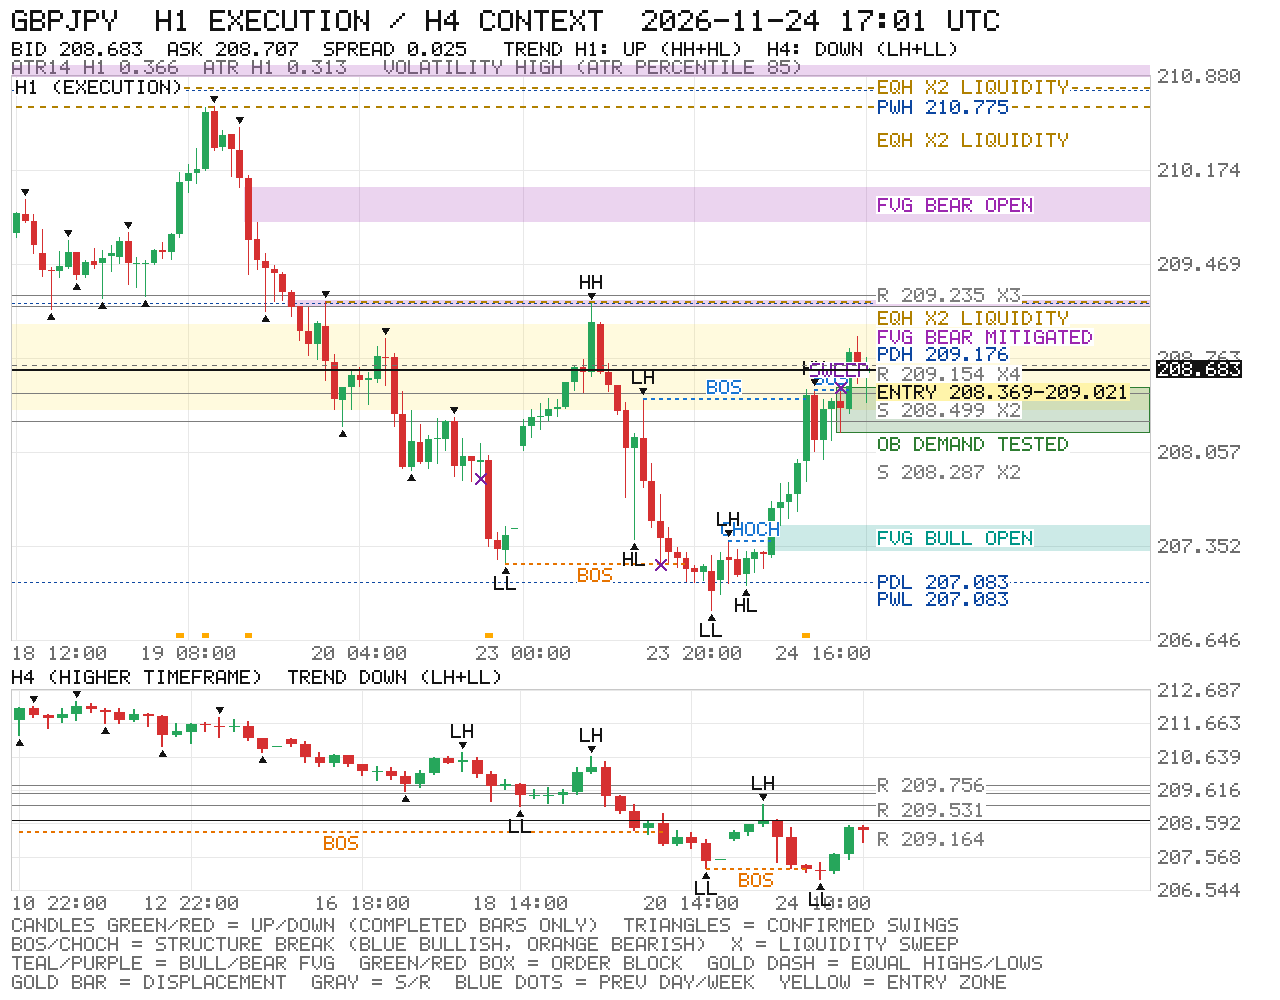 GBPJPY H1 EXECUTION / H4 CONTEXT 2026-11-24 17:01 UTC
BID 208.683 ASK 208.707 SPREAD 0.025 TREND H1: UP (HH+HL) H4: DOWN (LH+LL)
ATR14 H1 0.366 ATR H1 0.313 VOLATILITY HIGH (ATR PERCENTILE 85)
H1 (EXECUTION)
210.880
EQH X2 LIQUIDITY
PWH 210.775
EQH X2 LIQUIDITY
210.174
FVG BEAR OPEN
209.469
HH
R 209.235 X3
EQH X2 LIQUIDITY
FVG BEAR MITIGATED
PDH 209.176
208.763
208.683
R 209.154 X4
SWEEP
LH
BOS
ENTRY 208.369-209.021
S 208.499 X2
OB DEMAND TESTED
208.057
S 208.287 X2
LH
CHOCH
FVG BULL OPEN
207.352
HL
BOS
LL
PDL 207.083
PWL 207.083
HL
LL
206.646
18 12:00 19 08:00 20 04:00 23 00:00 23 20:00 24 16:00
H4 (HIGHER TIMEFRAME) TREND DOWN (LH+LL)
212.687
211.663
LH LH
210.639
LH
R 209.756
209.616
R 209.531
LL
208.592
BOS
R 209.164
207.568
BOS
LL
LL
206.544
10 22:00 12 22:00 16 18:00 18 14:00 20 14:00 24
CANDLES GREEN/RED = UP/DOWN (COMPLETED BARS ONLY) TRIANGLES = CONFIRMED SWINGS
BOS/CHOCH = STRUCTURE BREAK (BLUE BULLISH, ORANGE BEARISH) X = LIQUIDITY SWEEP
TEAL/PURPLE = BULL/BEAR FVG GREEN/RED BOX = ORDER BLOCK GOLD DASH = EQUAL HIGHS/LOWS
GOLD BAR = DISPLACEMENT GRAY = S/R BLUE DOTS = PREV DAY/WEEK YELLOW = ENTRY ZONE